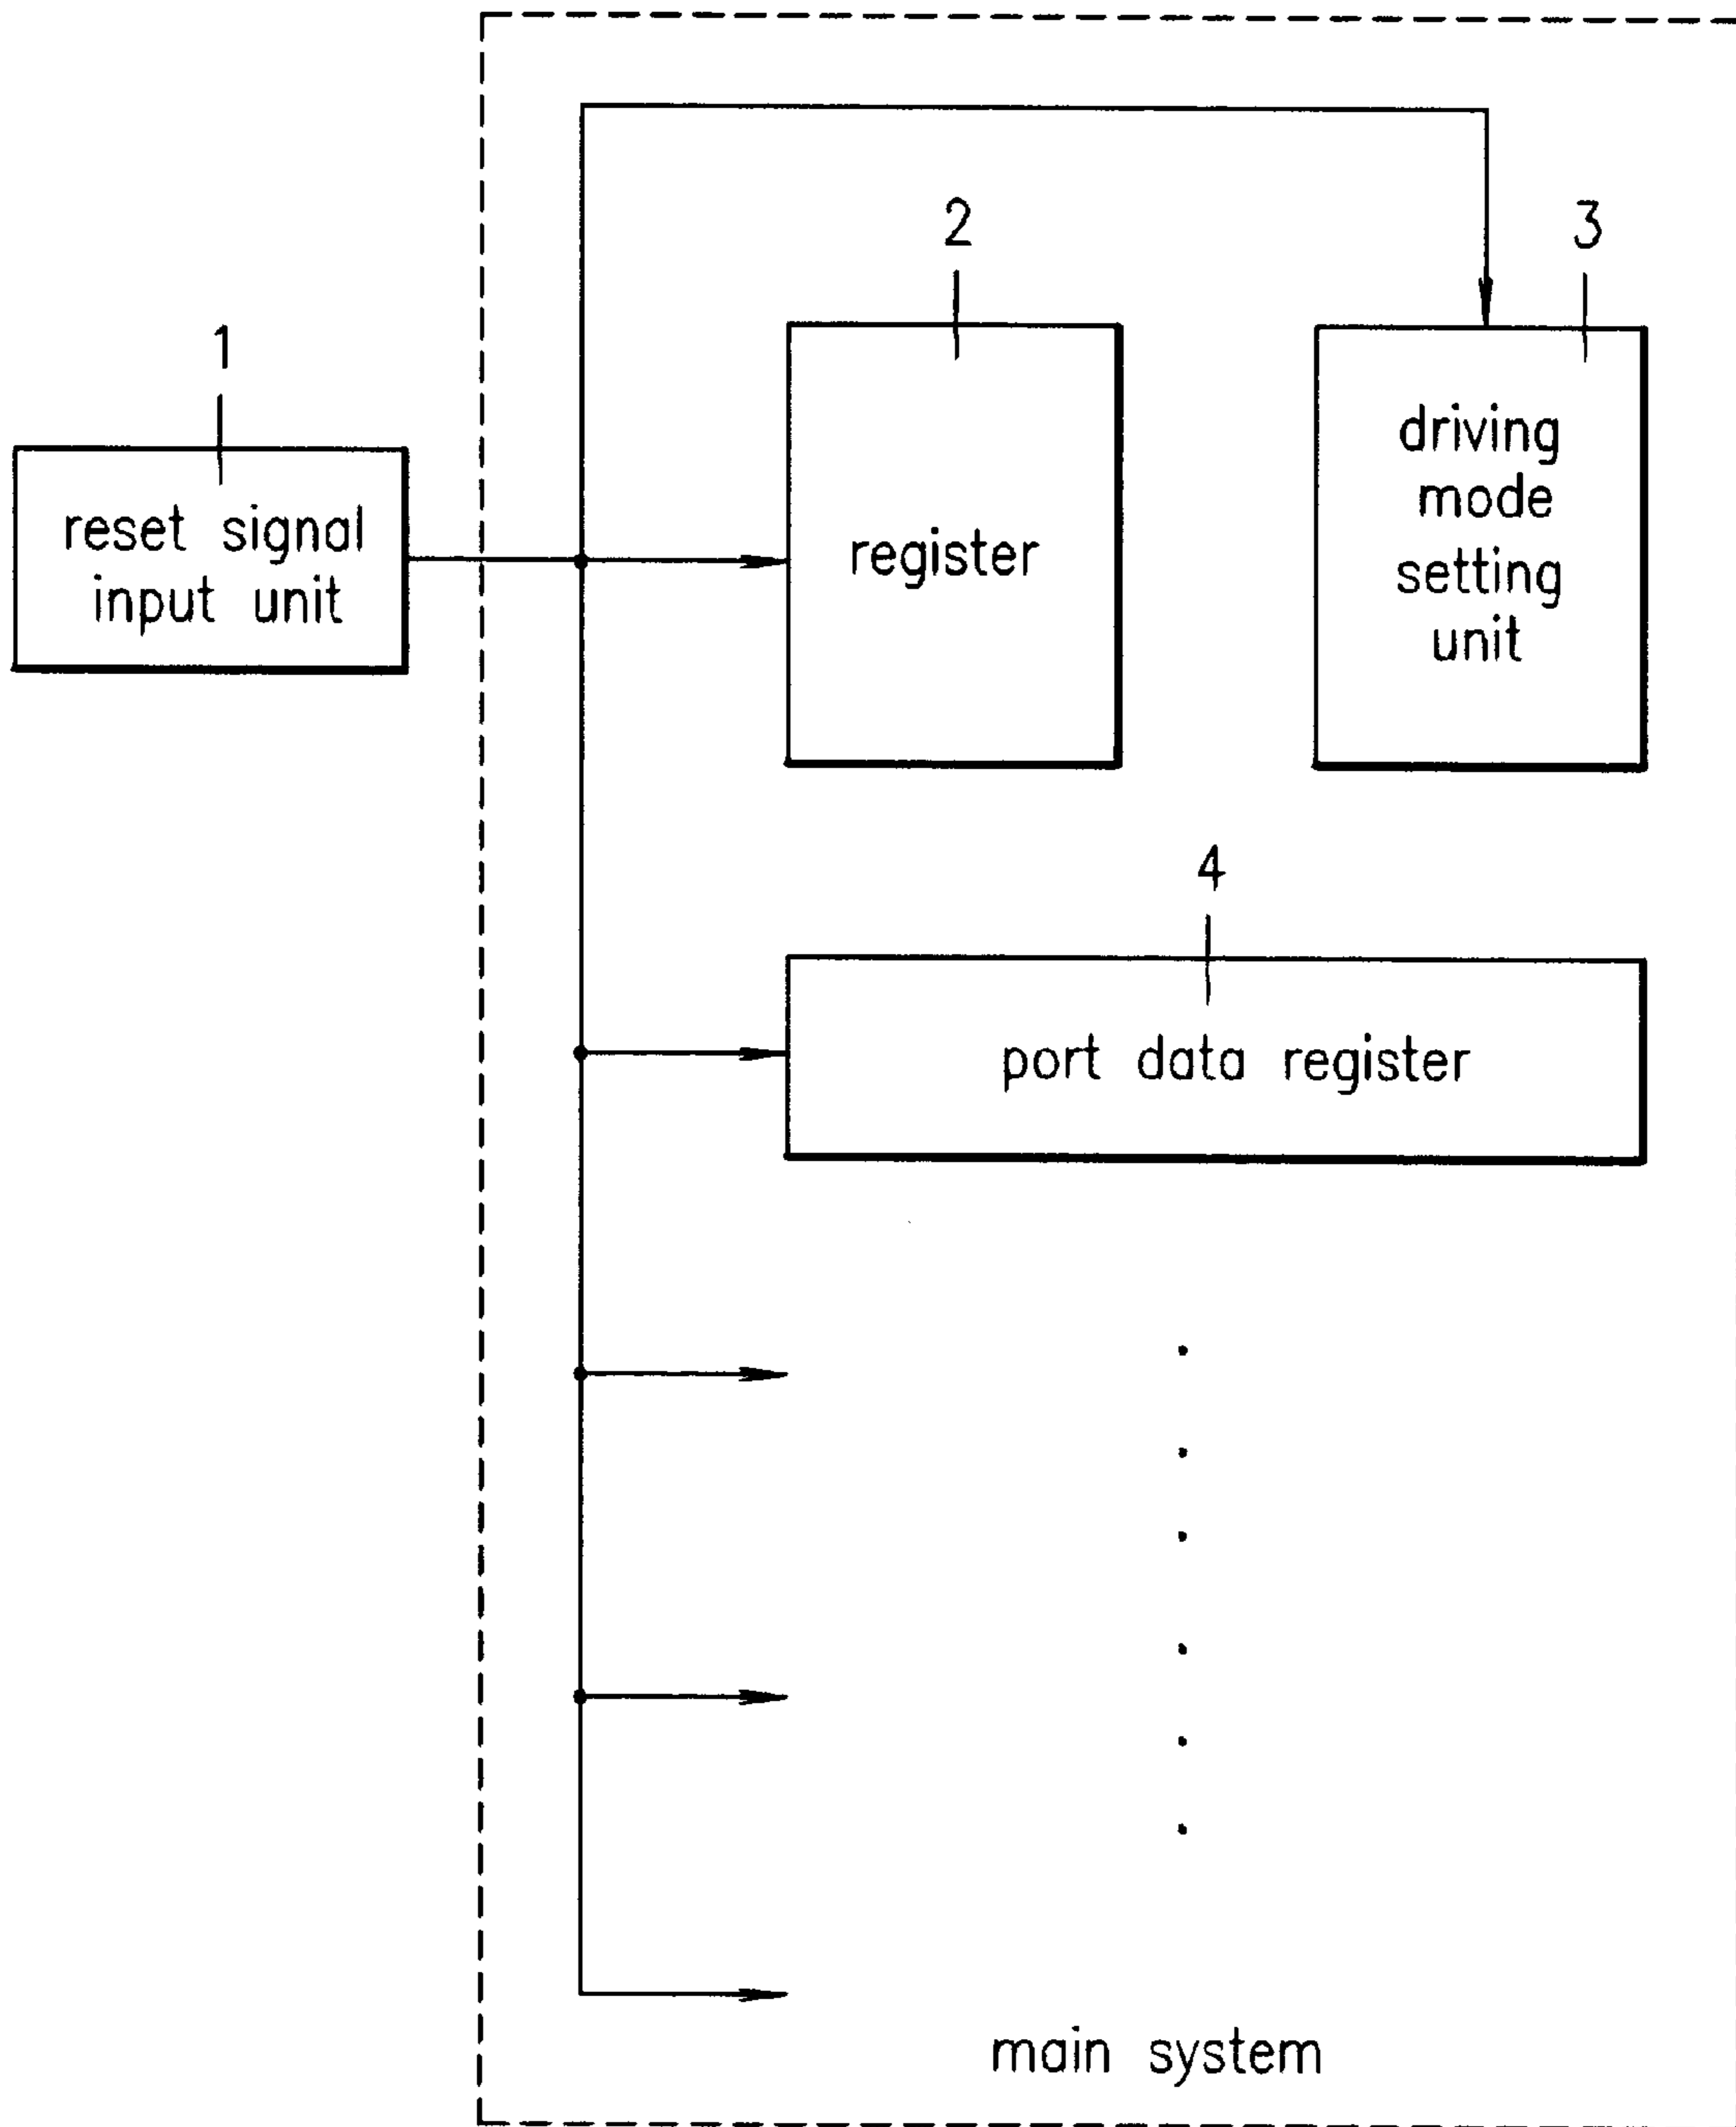 1
reset signal
input unit
2
register
3
driving
mode
setting
unit
4
port data register
main system